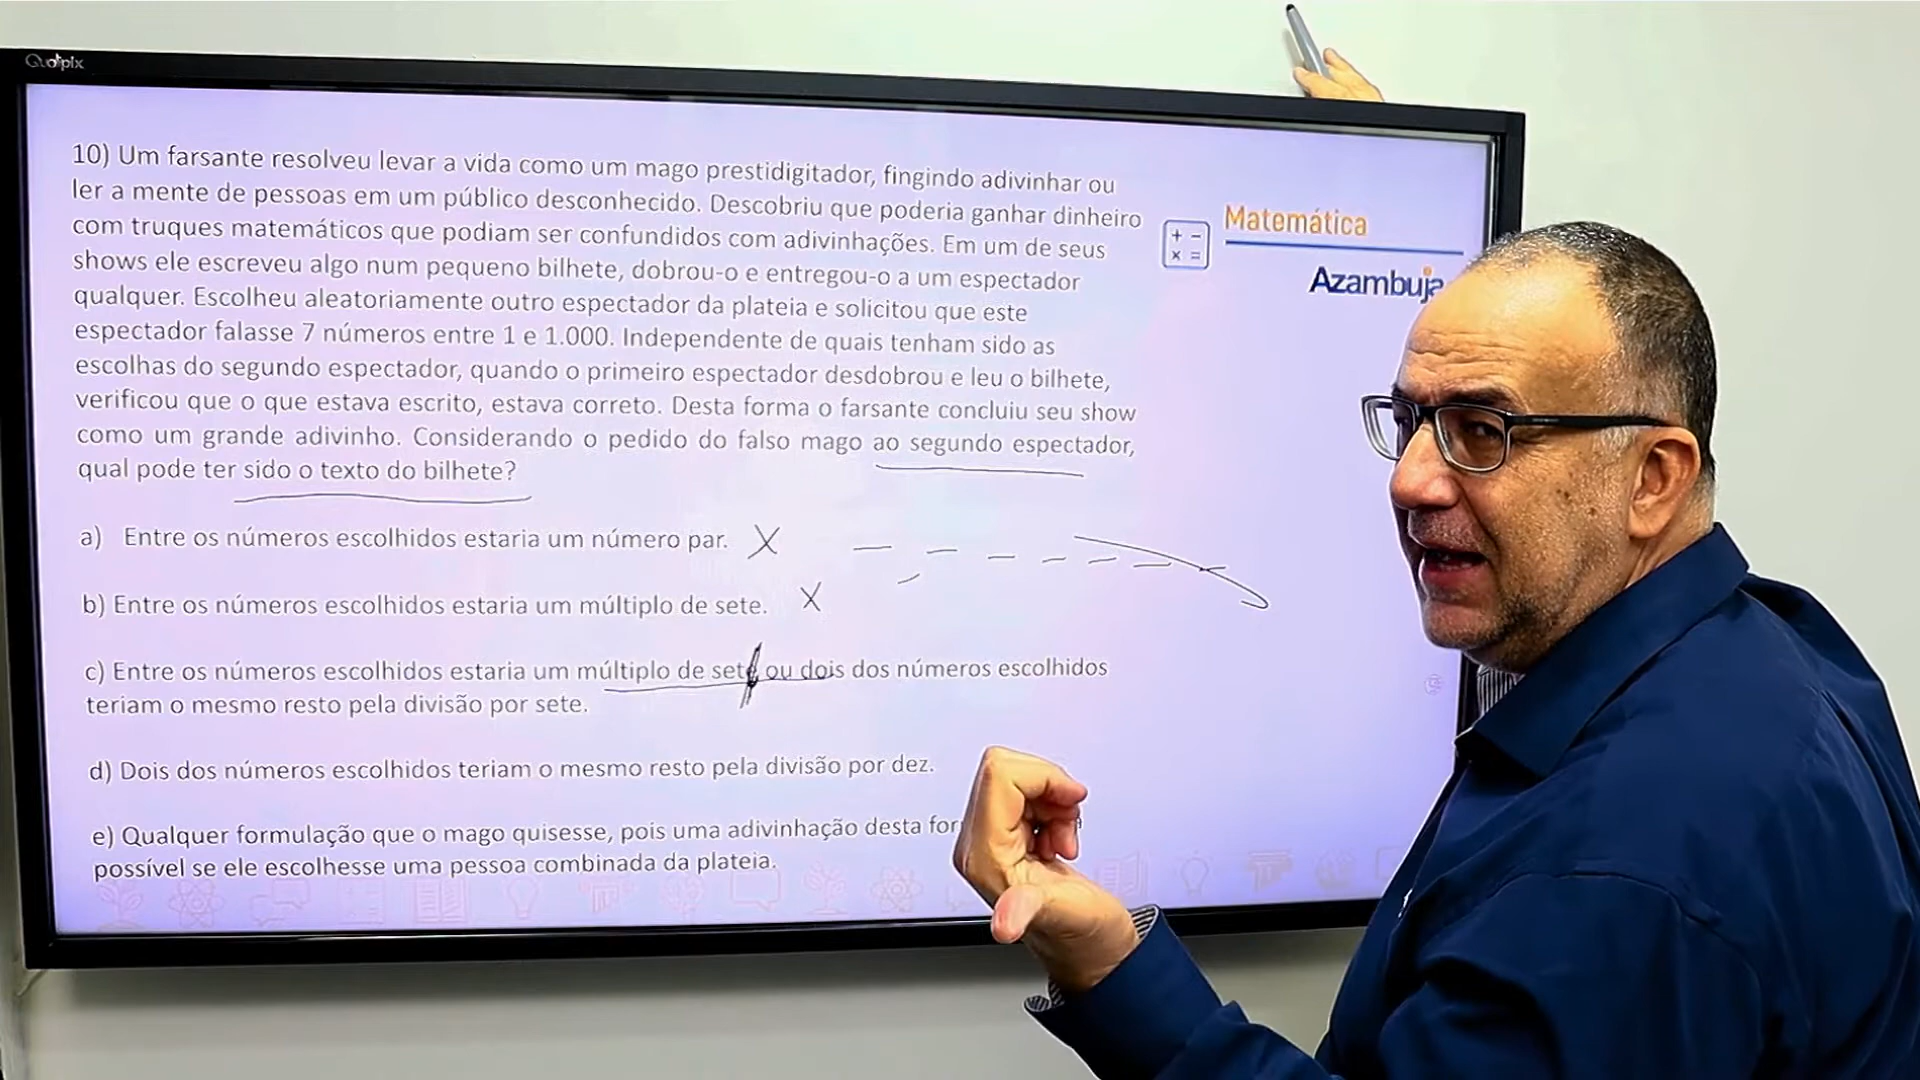 Quatpix
10) Um farsante resolveu levar a vida como um mago prestidigitador, fingindo adivinhar ou
ler a mente de pessoas em um público desconhecido. Descobriu que poderia ganhar dinheiro
com truques matemáticos que podiam ser confundidos com adivinhações. Em um de seus
shows ele escreveu algo num pequeno bilhete, dobrou-o e entregou-o a um espectador
qualquer. Escolheu aleatoriamente outro espectador da plateia e solicitou que este
espectador falasse 7 números entre 1 e 1.000. Independente de quais tenham sido as
escolhas do segundo espectador, quando o primeiro espectador desdobrou e leu o bilhete,
verificou que o que estava escrito, estava correto. Desta forma o farsante concluiu seu show
como um grande adivinho. Considerando o pedido do falso mago ao segundo espectador,
qual pode ter sido o texto do bilhete?
+ −
x =
Matemática
Azambuja
a) Entre os números escolhidos estaria um número par. X
b) Entre os números escolhidos estaria um múltiplo de sete. X
c) Entre os números escolhidos estaria um múltiplo de sete ou dois dos números escolhidos
teriam o mesmo resto pela divisão por sete.
d) Dois dos números escolhidos teriam o mesmo resto pela divisão por dez.
e) Qualquer formulação que o mago quisesse, pois uma adivinhação desta
possível se ele escolhesse uma pessoa combinada da plateia.